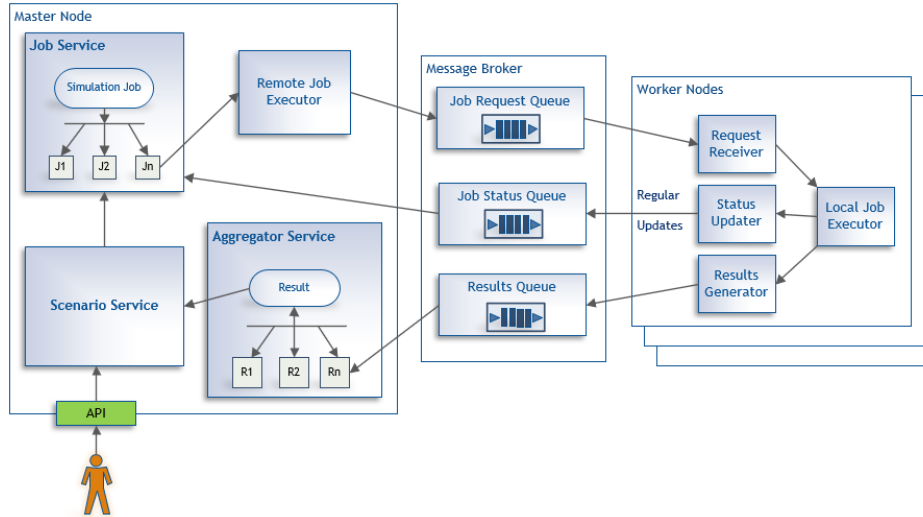 Master Node
Job Service
Simulation Job
J1
J2
Jn
Remote Job
Executor
Message Broker
Job Request Queue
Job Status Queue
Results Queue
Worker Nodes
Request
Receiver
Regular
Updates
Status
Updater
Local Job
Executor
Results
Generator
Aggregator Service
Result
R1
R2
Rn
Scenario Service
API